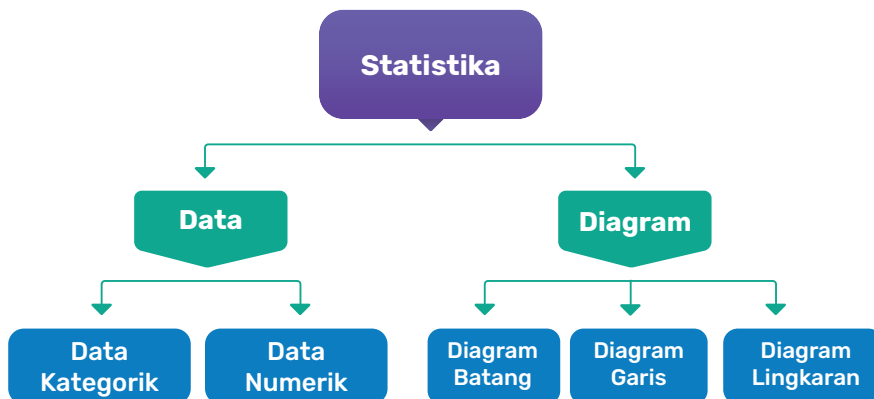 Statistika
Data
Diagram
Data
Kategorik
Data
Numerik
Diagram
Batang
Diagram
Garis
Diagram
Lingkaran